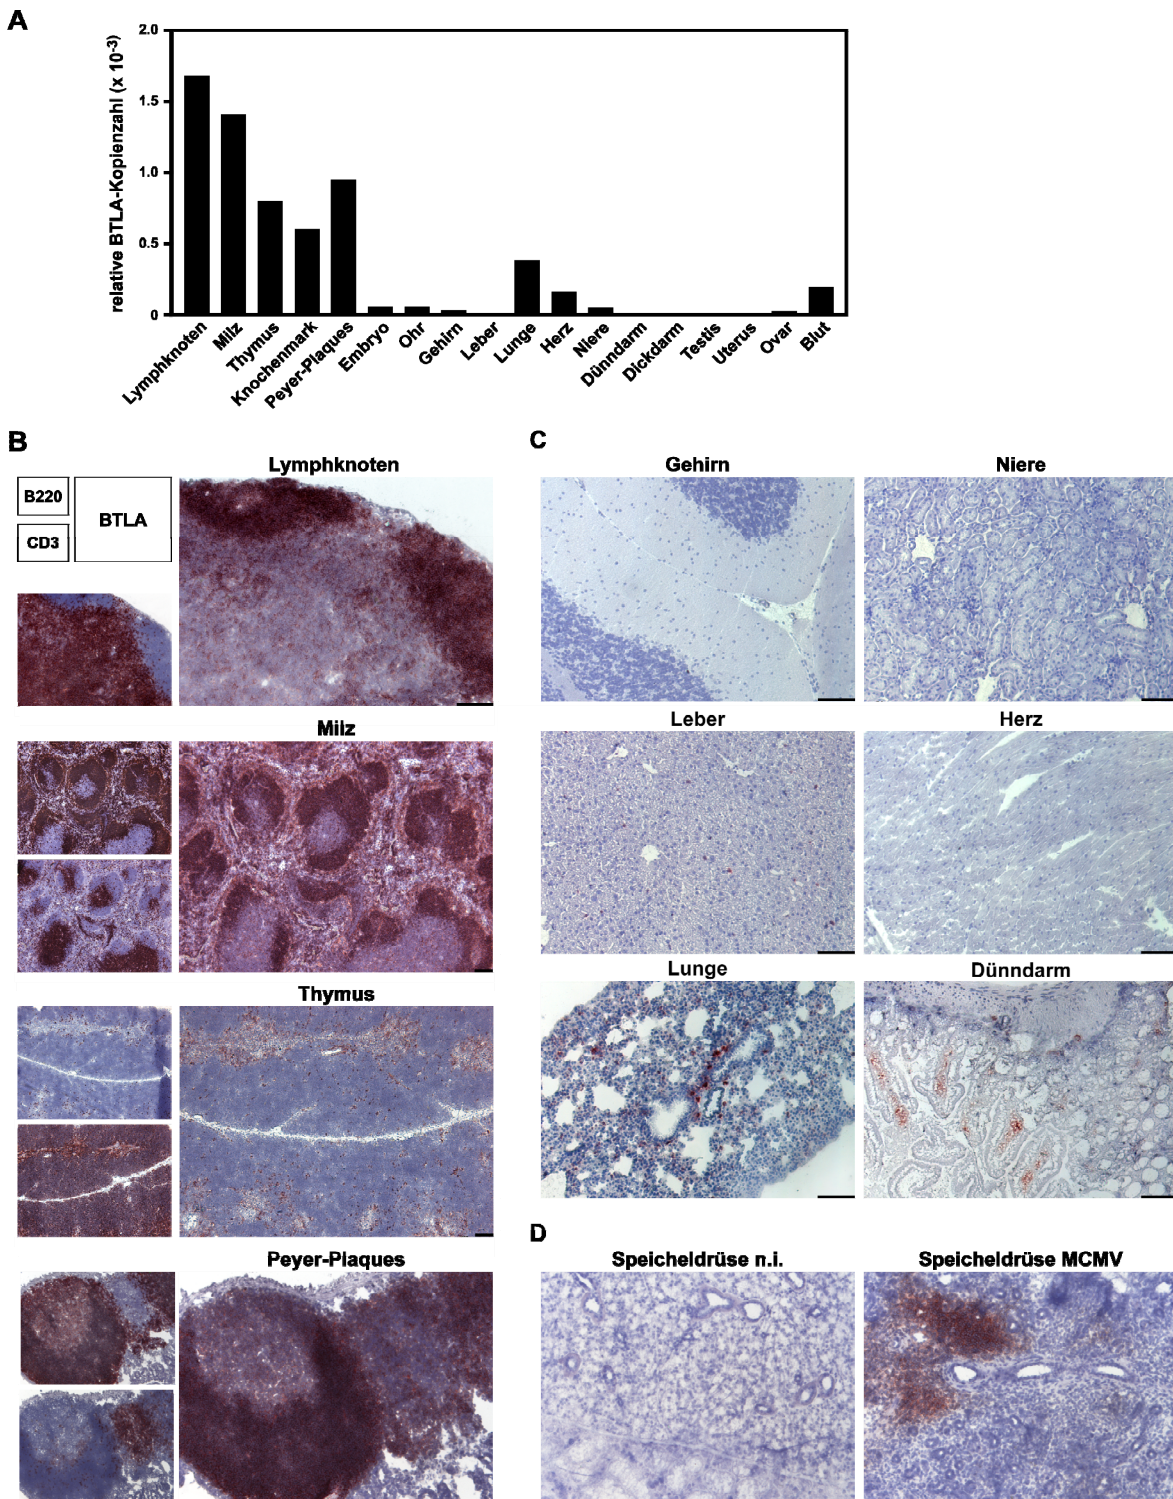 A
relative BTLA-Kopienzahl (x 10-3)
2.0
1.5
1.0
0.5
0
Lymphknoten
Milz
Thymus
Knochenmark
Peyer-Plaques
Embryo
Ohr
Gehirn
Leber
Lunge
Herz
Niere
Dünndarm
Dickdarm
Testis
Uterus
Ovar
Blut
B
Lymphknoten
B220
CD3
BTLA
Milz
Thymus
Peyer-Plaques
C
Gehirn
Niere
Leber
Herz
Lunge
Dünndarm
D
Speicheldrüse n.i.
Speicheldrüse MCMV